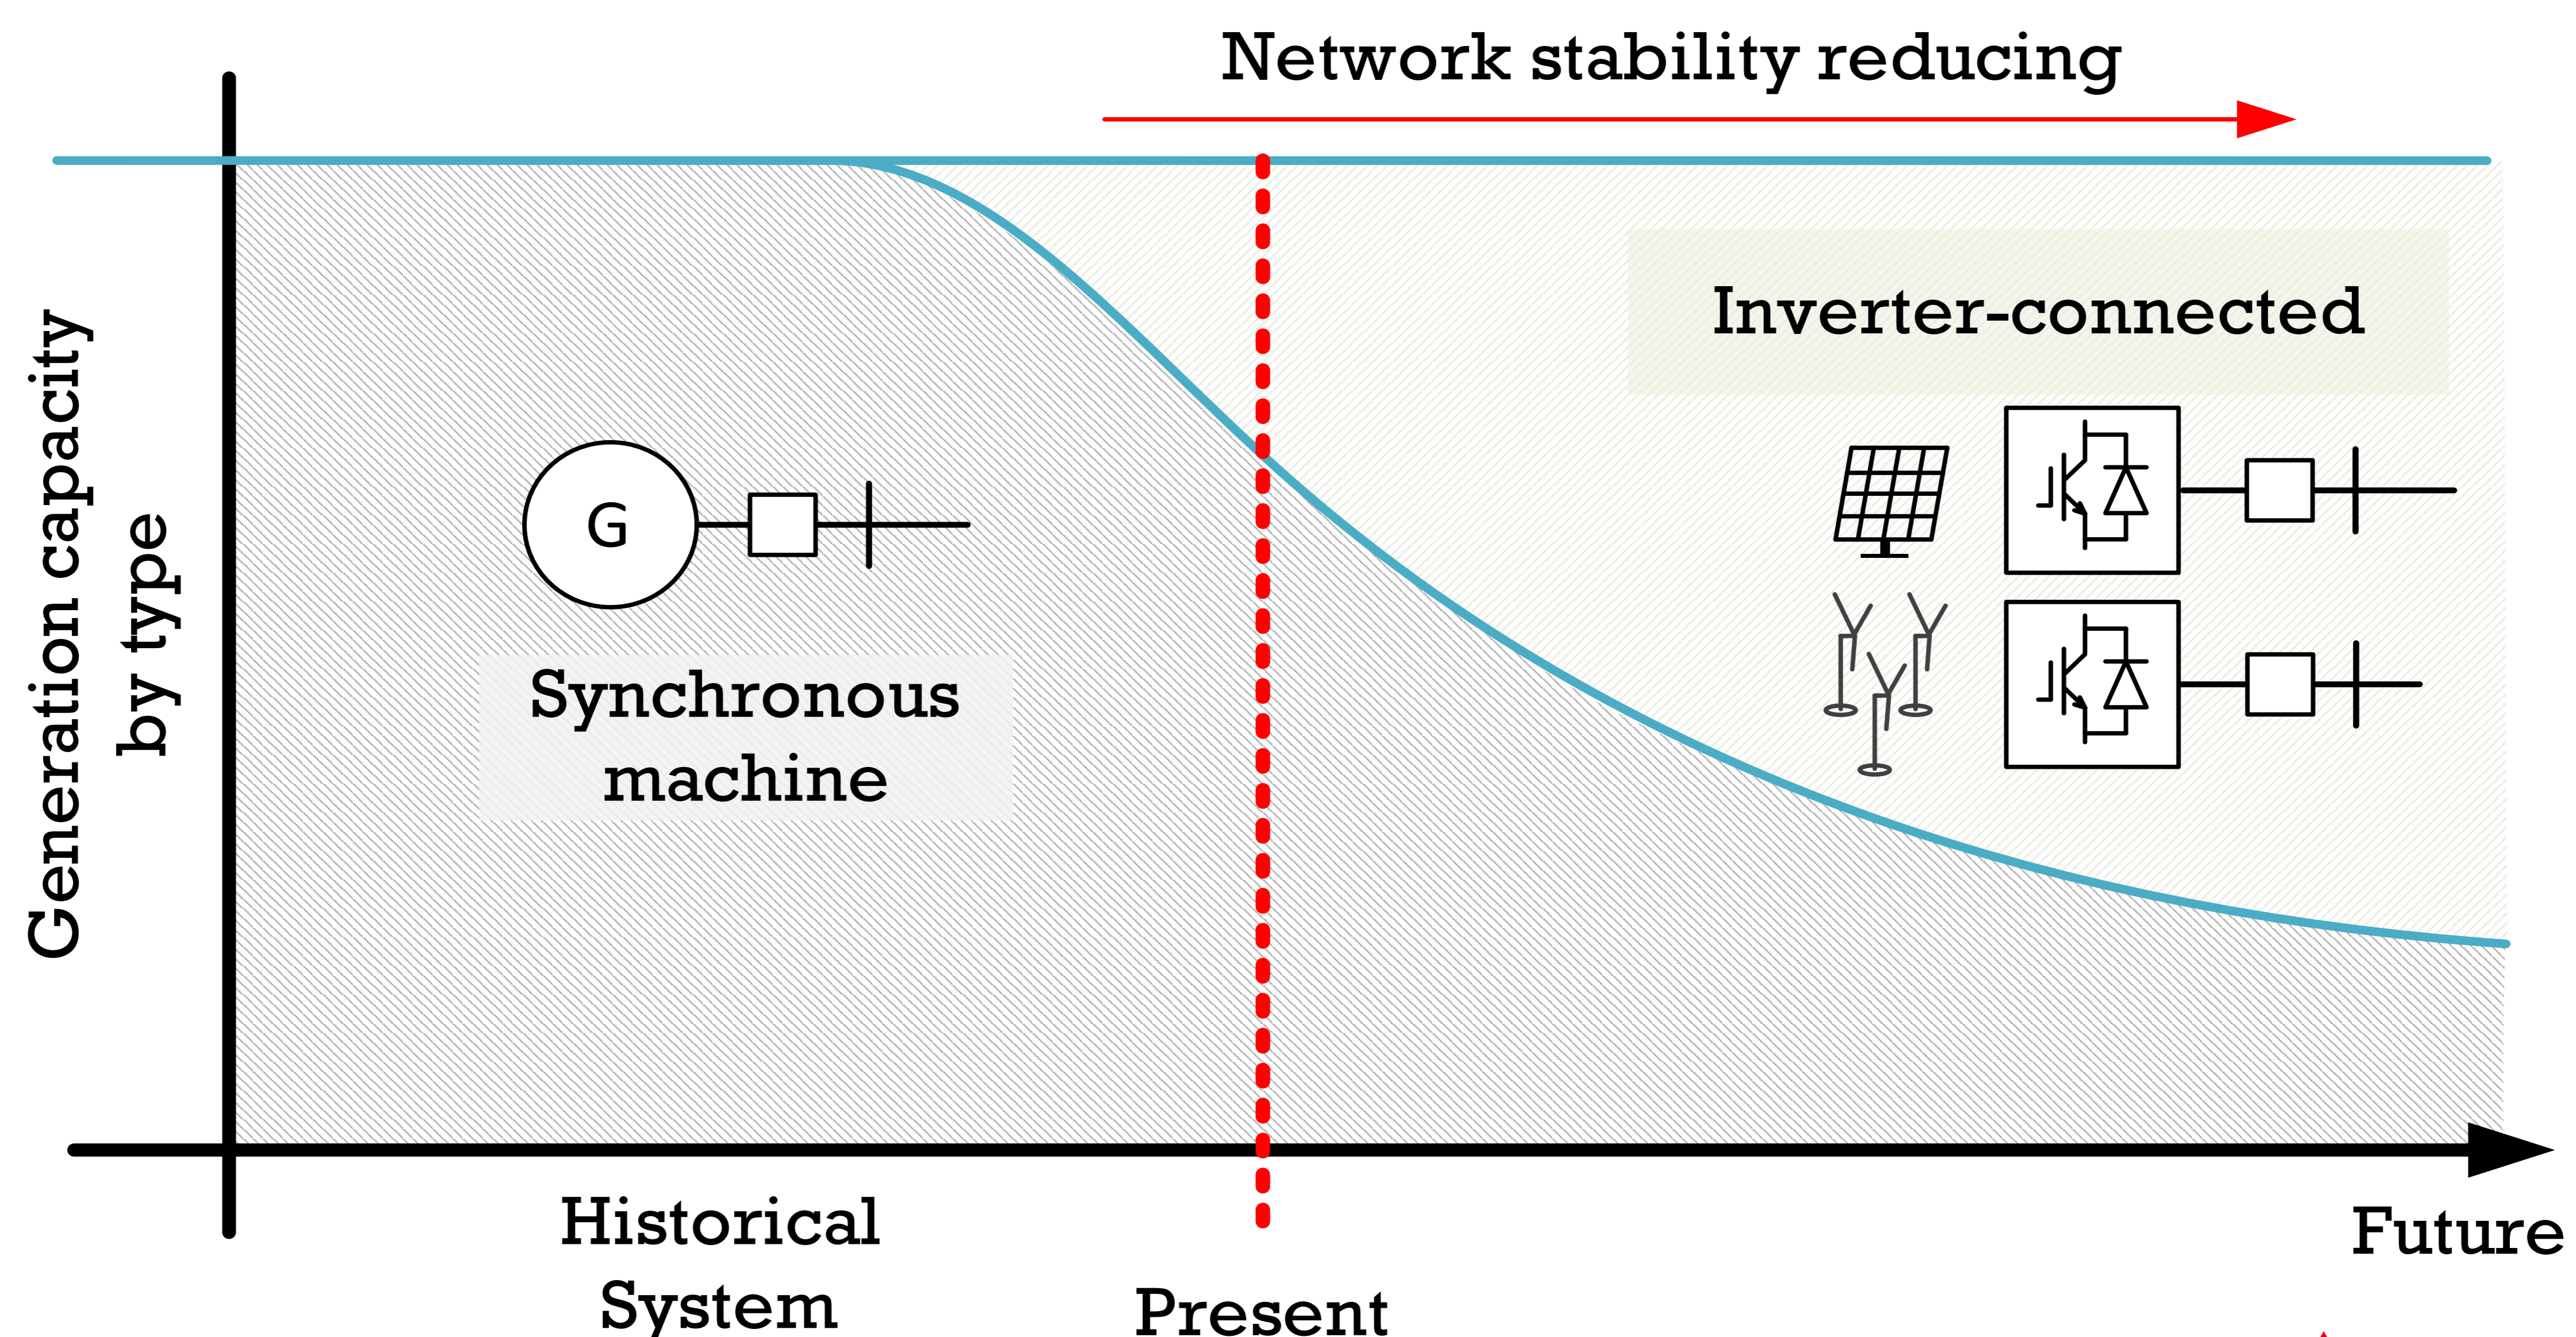 Network stability reducing
Generation capacity
by type
Inverter-connected
G
Synchronous
machine
Historical
System
Present
Future